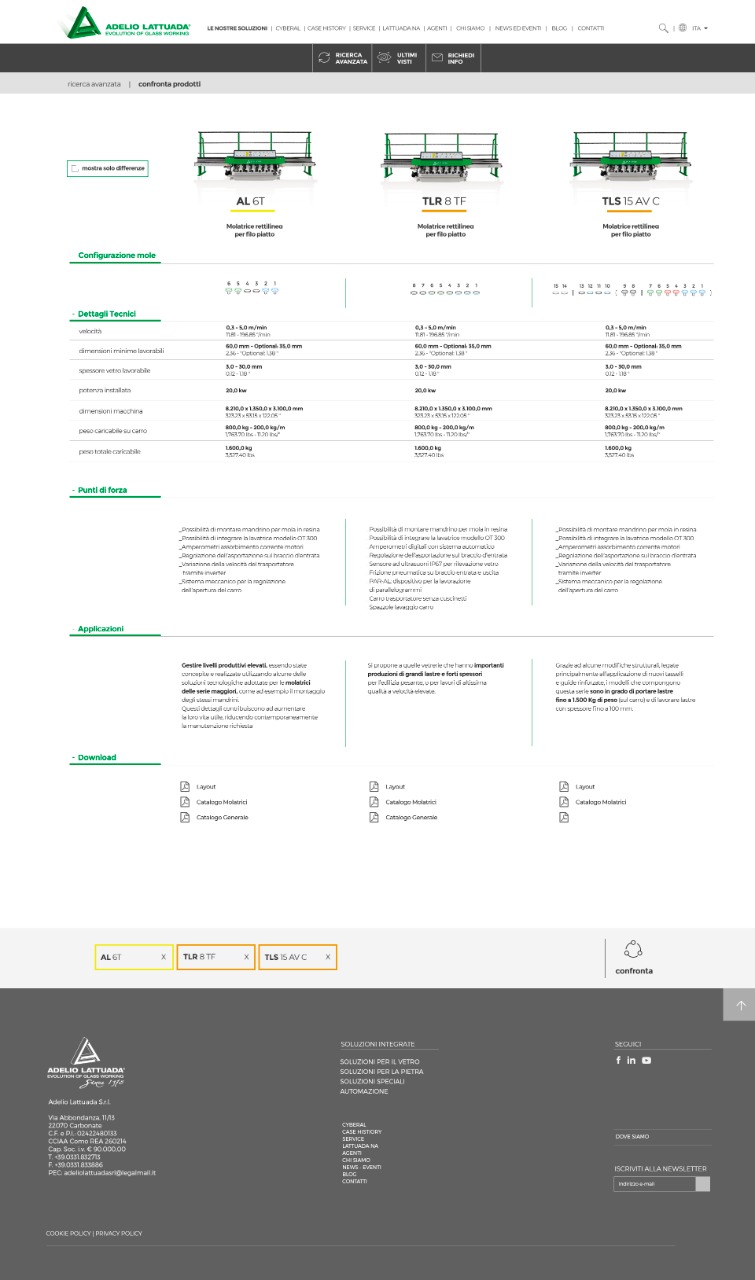 ADELIO LATTUADA®
EVOLUTION OF GLASS WORKING
LE NOSTRE SOLUZIONI | CYBERAL | CASE HISTORY | SERVICE | LATTUADA NA | AGENTI | CHI SIAMO | NEWS ED EVENTI | BLOG | CONTATTI
ITA
RICERCA AVANZATA
ULTIMI VISTI
RICHIEDI INFO
ricerca avanzata | confronta prodotti
mostra solo differenze
AL 6T
TLR 8 TF
TLS 15 AV C
Molatrice rettilinea
per filo piatto
Molatrice rettilinea
per filo piatto
Molatrice rettilinea
per filo piatto
Configurazione mole
6 5 4 3 2 1
8 7 6 5 4 3 2 1
15 14 13 12 11 10 9 8 7 6 5 4 3 2 1
- Dettagli Tecnici
velocità
0,3 - 5,0 m/min
11.81 - 196.85 "/min
0,3 - 5,0 m/min
11.81 - 196.85 "/min
0,3 - 5,0 m/min
11.81 - 196.85 "/min
dimensioni minime lavorabili
60,0 mm - Optional: 35,0 mm
2.36 - "Optional: 1.38 "
60,0 mm - Optional: 35,0 mm
2.36 - "Optional: 1.38 "
60,0 mm - Optional: 35,0 mm
2.36 - "Optional: 1.38 "
spessore vetro lavorabile
3,0 - 30,0 mm
0.12 - 1.18 "
3,0 - 30,0 mm
0.12 - 1.18 "
3,0 - 30,0 mm
0.12 - 1.18 "
potenza installata
20,0 kw
20,0 kw
20,0 kw
dimensioni macchina
8.210,0 x 1.350,0 x 3.100,0 mm
323.23 x 53.15 x 122.05 "
8.210,0 x 1.350,0 x 3.100,0 mm
323.23 x 53.15 x 122.05 "
8.210,0 x 1.350,0 x 3.100,0 mm
323.23 x 53.15 x 122.05 "
peso caricabile su carro
800,0 kg - 200,0 kg/m
1,763.70 lbs - 11.20 lbs/"
800,0 kg - 200,0 kg/m
1,763.70 lbs - 11.20 lbs/"
800,0 kg - 200,0 kg/m
1,763.70 lbs - 11.20 lbs/"
peso totale caricabile
1.600,0 kg
3,527.40 lbs
1.600,0 kg
3,527.40 lbs
1.600,0 kg
3,527.40 lbs
- Punti di forza
_Possibilità di montare mandrino per mola in resina
_Possibilità di integrare la lavatrice modello OT 300
_Amperometri assorbimento corrente motori
_Regolazione dell'asportazione sul braccio d'entrata
_Variazione della velocità del trasportatore
tramite inverter
_Sistema meccanico per la regolazione
dell'apertura del carro
Possibilità di montare mandrino per mola in resina
Possibilità di integrare la lavatrice modello OT 300
Amperometri digitali con sistema automatico
Regolazione dell'asportazione sul braccio d'entrata
Sensore ad ultrasuoni IP67 per rilevazione vetro
Frizione pneumatica su braccio entrata e uscita
PAR-AL: dispositivo per la lavorazione
di parallelogrammi
Carro trasportatore senza cuscinetti
Spazzole lavaggio carro
_Possibilità di montare mandrino per mola in resina
_Possibilità di integrare la lavatrice modello OT 300
_Amperometri assorbimento corrente motori
_Regolazione dell'asportazione sul braccio d'entrata
_Variazione della velocità del trasportatore
tramite inverter
_Sistema meccanico per la regolazione
dell'apertura del carro
- Applicazioni
Gestire livelli produttivi elevati, essendo state
concepite e realizzate utilizzando alcune delle
soluzioni tecnologiche adottate per le molatrici
delle serie maggiori, come ad esempio il montaggio
degli stessi mandrini.
Questi dettagli contribuiscono ad aumentare
la loro vita utile, riducendo contemporaneamente
la manutenzione richiesta
Si propone a quelle vetrerie che hanno importanti
produzioni di grandi lastre e forti spessori
per l'edilizia pesante, o per lavori di altissima
qualità a velocità elevate.
Grazie ad alcune modifiche strutturali, legate
principalmente all'applicazione di nuovi tasselli
e guide rinforzate, i modelli che compongono
questa serie sono in grado di portare lastre
fino a 1.500 Kg di peso (sul carro) e di lavorare lastre
con spessore fino a 100 mm.
- Download
Layout
Catalogo Molatrici
Catalogo Generale
Layout
Catalogo Molatrici
Catalogo Generale
Layout
Catalogo Molatrici
AL 6T X
TLR 8 TF X
TLS 15 AV C X
confronta
ADELIO LATTUADA®
EVOLUTION OF GLASS WORKING
Since 1978
Adelio Lattuada S.r.l.
Via Abbondanza, 11/13
22070 Carbonate
C.F. e P.I.: 02422480133
CCIAA Como REA 260214
Cap. Soc. i.v. € 90.000,00
T. +39.0331.832713
F. +39.0331.833886
PEC: adeliolattuadasrl@legalmail.it
SOLUZIONI INTEGRATE
SOLUZIONI PER IL VETRO
SOLUZIONI PER LA PIETRA
SOLUZIONI SPECIALI
AUTOMAZIONE
CYBERAL
CASE HISTORY
SERVICE
LATTUADA NA
AGENTI
CHI SIAMO
NEWS - EVENTI
BLOG
CONTATTI
SEGUICI
DOVE SIAMO
ISCRIVITI ALLA NEWSLETTER
Indirizzo e-mail
COOKIE POLICY | PRIVACY POLICY